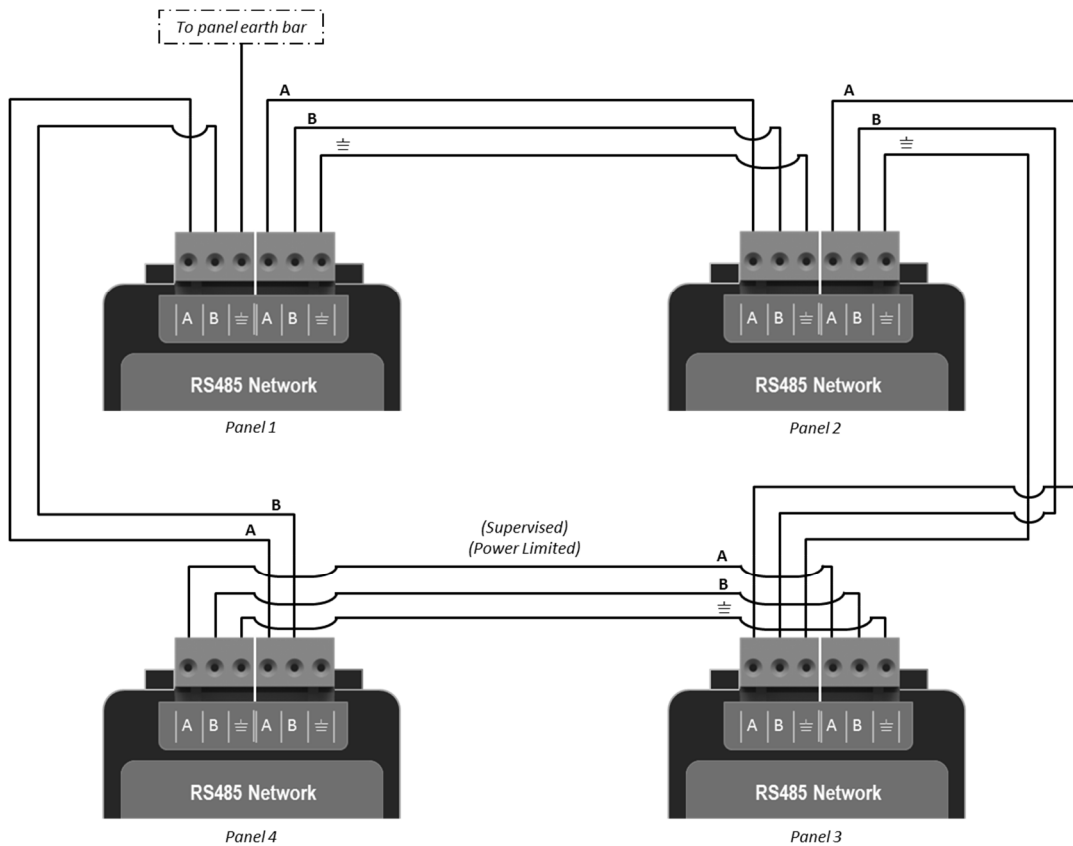 To panel earth bar
A
A
B
B
A B A B
A B A B
RS485 Network
RS485 Network
Panel 1
Panel 2
B
A
(Supervised)
(Power Limited)
A
B
A B A B
A B A B
RS485 Network
RS485 Network
Panel 4
Panel 3